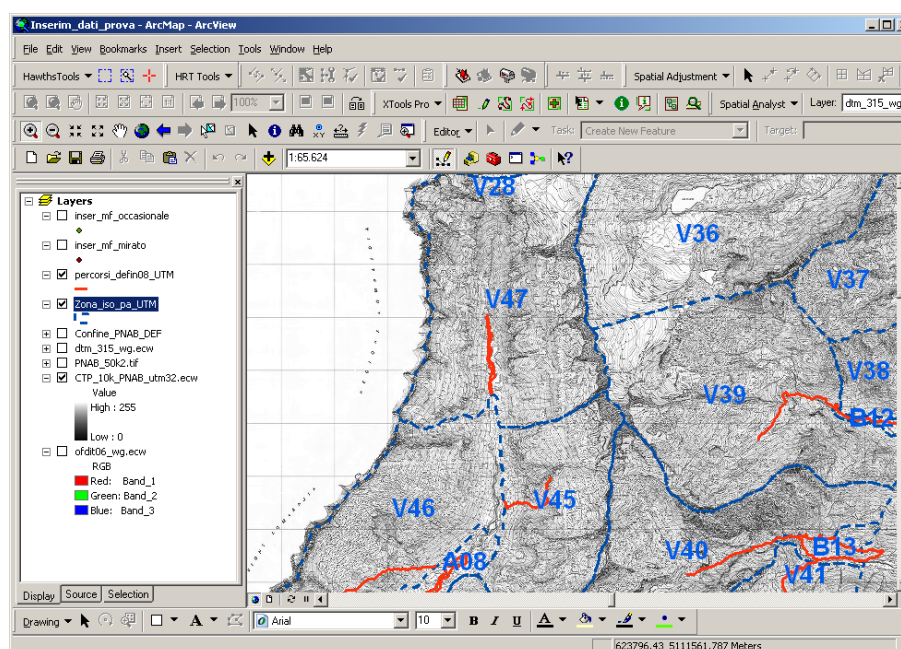 Inserim_dati_prova - ArcMap - ArcView
File Edit View Bookmarks Insert Selection Tools Window Help
HawthsTools HRT Tools Spatial Adjustment
100% XTools Pro Spatial Analyst Layer: dtm_315_wg
Editor Task: Create New Feature Target:
1:65.624
Layers
inser_mf_occasionale
inser_mf_mirato
percorsi_defin08_UTM
Zona_iso_pa_UTM
Confine_PNAB_DEF
dtm_315_wg.ecw
PNAB_50k2.tif
CTP_10k_PNAB_utm32.ecw
Value
High : 255
Low : 0
ofdit06_wg.ecw
RGB
Red: Band_1
Green: Band_2
Blue: Band_3
Display Source Selection
V28
V36
V37
V47
V38
V39
B12
V46
V45
A08
V40
B13
V41
Drawing A Arial 10 B I U A
623796,43 5111561,787 Meters